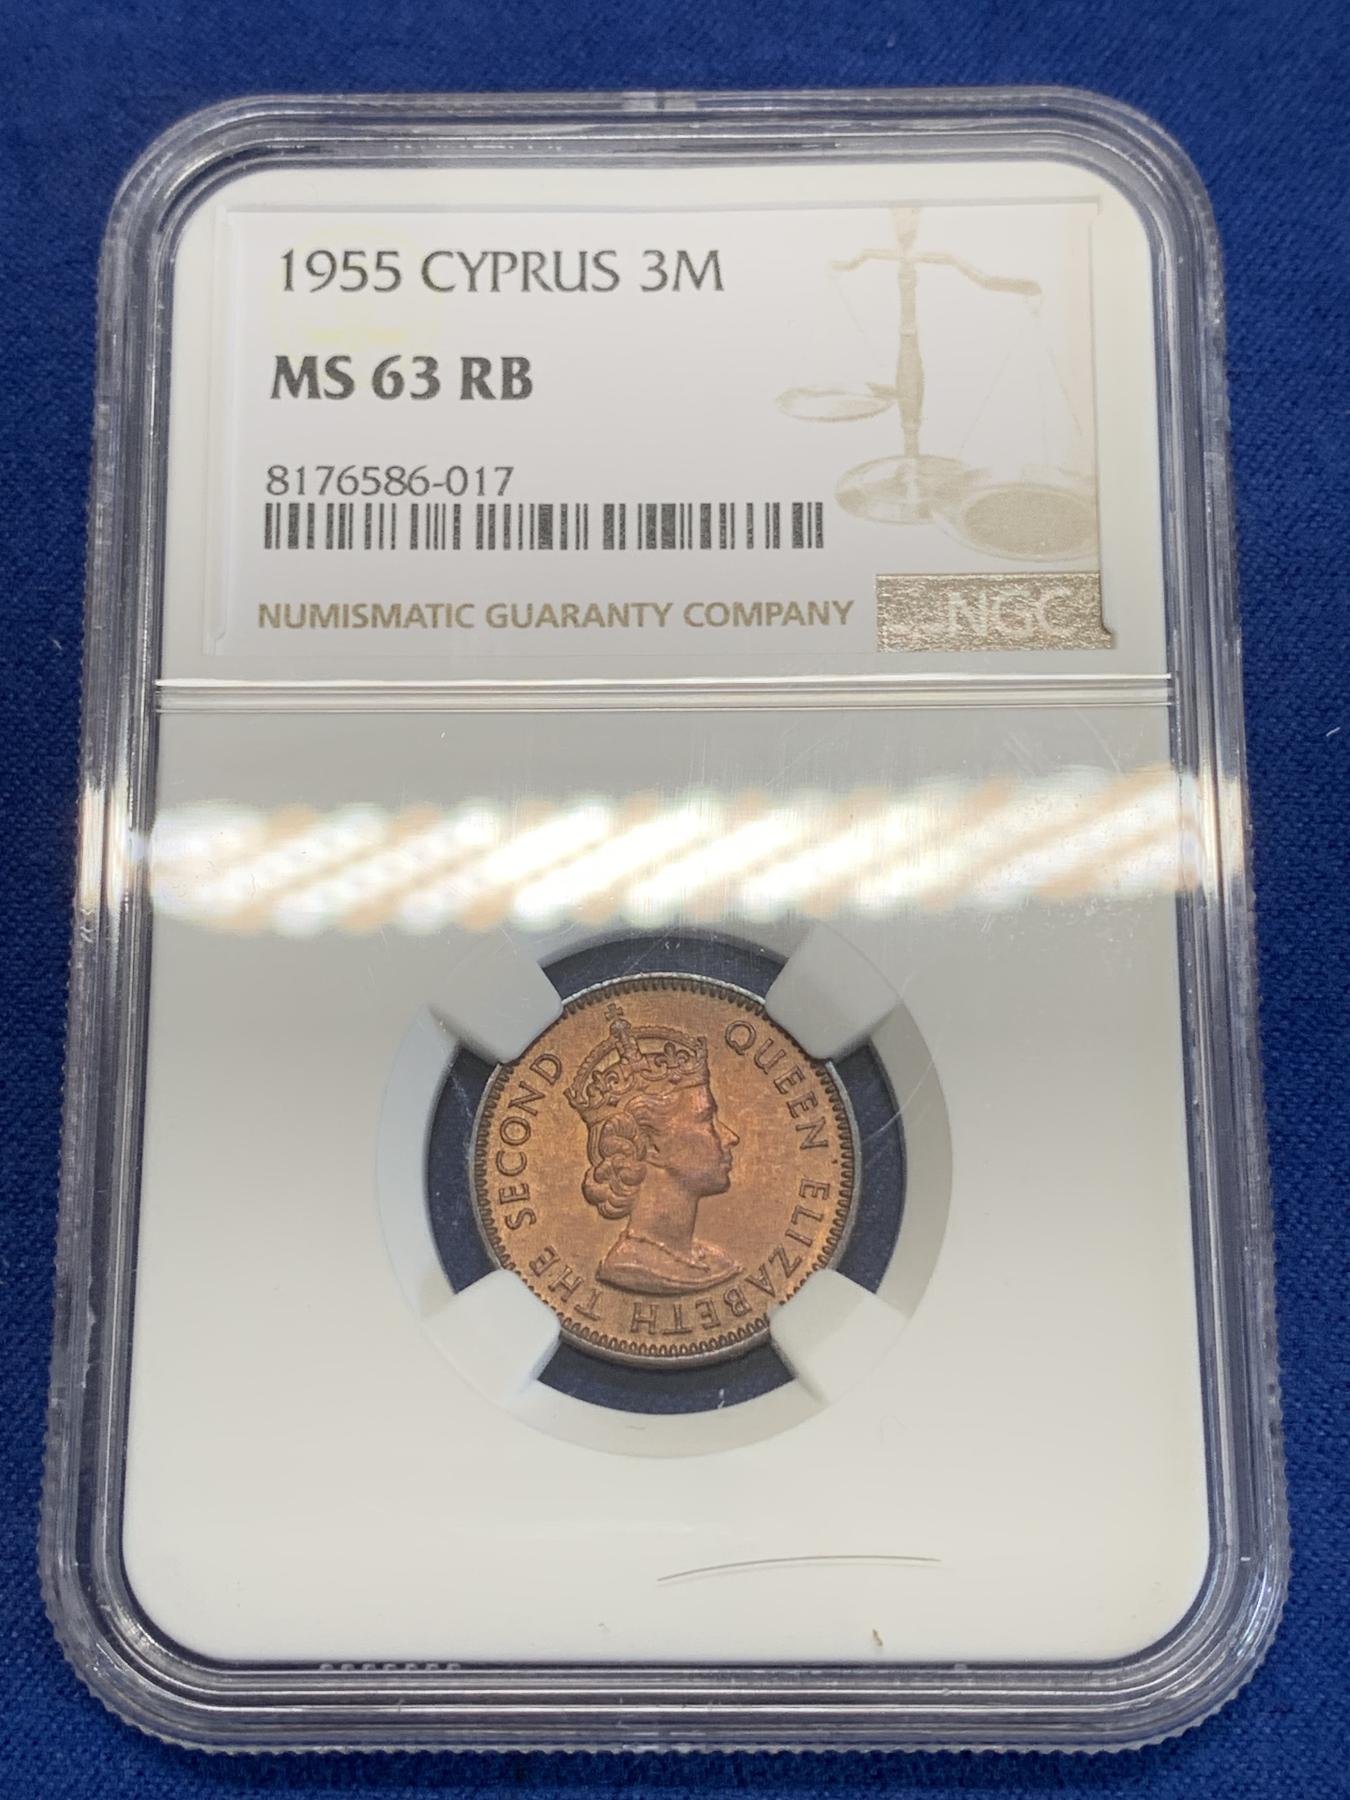 1955 CYPRUS 3M
MS 63 RB
8176586-017
NUMISMATIC GUARANTY COMPANY
NGC
QUEEN ELIZABETH THE SECOND